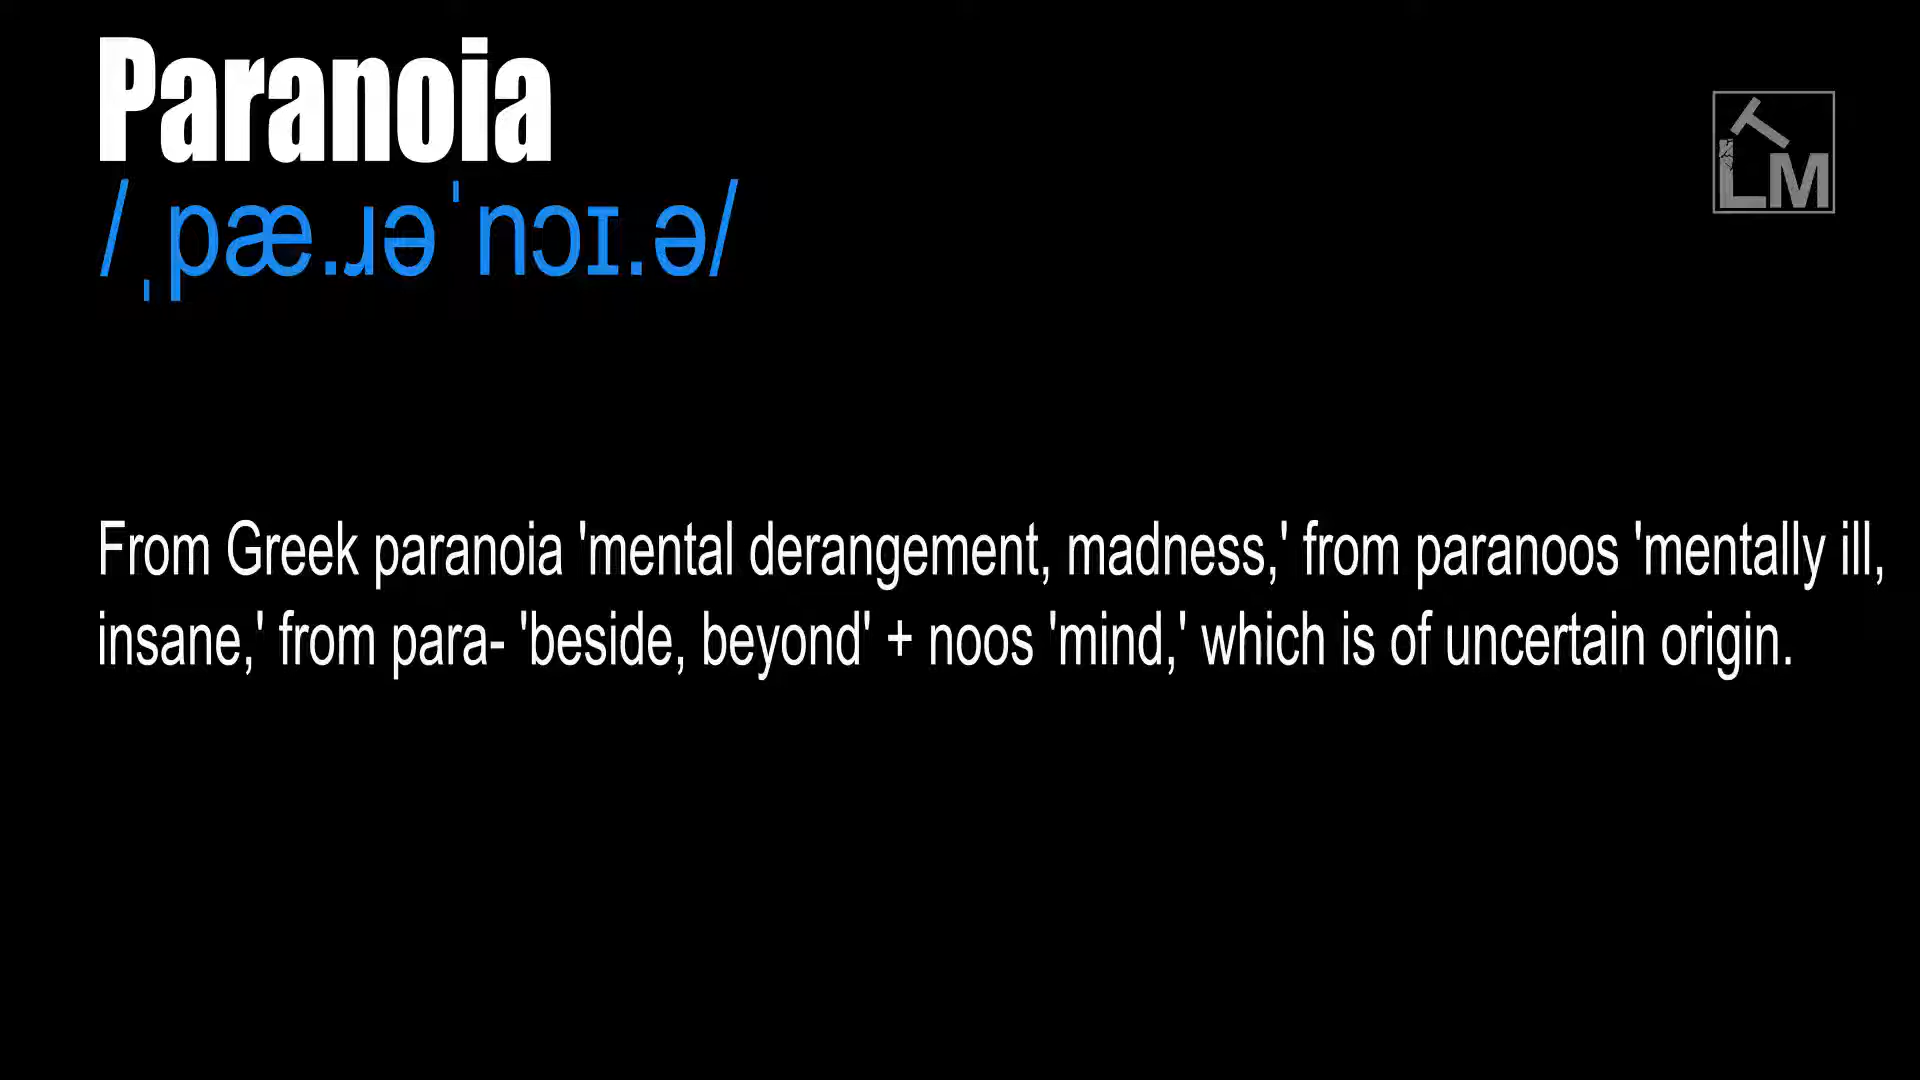 Paranoia
/ˌpæ.ɹəˈnɔɪ.ə/
TLM
From Greek paranoia 'mental derangement, madness,' from paranoos 'mentally ill,
insane,' from para- 'beside, beyond' + noos 'mind,' which is of uncertain origin.